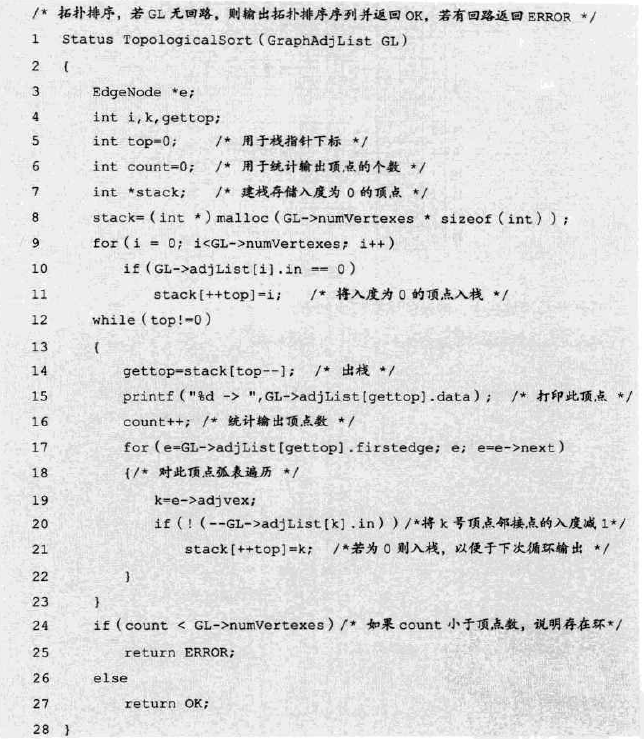 /* 拓扑排序，若 GL 无回路，则输出拓扑排序序列并返回 OK，若有回路返回 ERROR */
1 Status TopologicalSort(GraphAdjList GL)
2 {
3 EdgeNode *e;
4 int i,k,gettop;
5 int top=0; /* 用于栈指针下标 */
6 int count=0; /* 用于统计输出顶点的个数 */
7 int *stack; /* 建栈存储入度为 0 的顶点 */
8 stack=(int *)malloc(GL->numVertexes * sizeof(int));
9 for(i = 0; i<GL->numVertexes; i++)
10 if(GL->adjList[i].in == 0)
11 stack[++top]=i; /* 将入度为 0 的顶点入栈 */
12 while(top!=0)
13 {
14 gettop=stack[top--]; /* 出栈 */
15 printf("%d -> ",GL->adjList[gettop].data); /* 打印此顶点 */
16 count++; /* 统计输出顶点数 */
17 for(e=GL->adjList[gettop].firstedge; e; e=e->next)
18 {/* 对此顶点弧表遍历 */
19 k=e->adjvex;
20 if(!(--GL->adjList[k].in))/*将 k 号顶点邻接点的入度减 1*/
21 stack[++top]=k; /*若为 0 则入栈，以便于下次循环输出 */
22 }
23 }
24 if(count < GL->numVertexes)/* 如果 count 小于顶点数，说明存在环*/
25 return ERROR;
26 else
27 return OK;
28 }